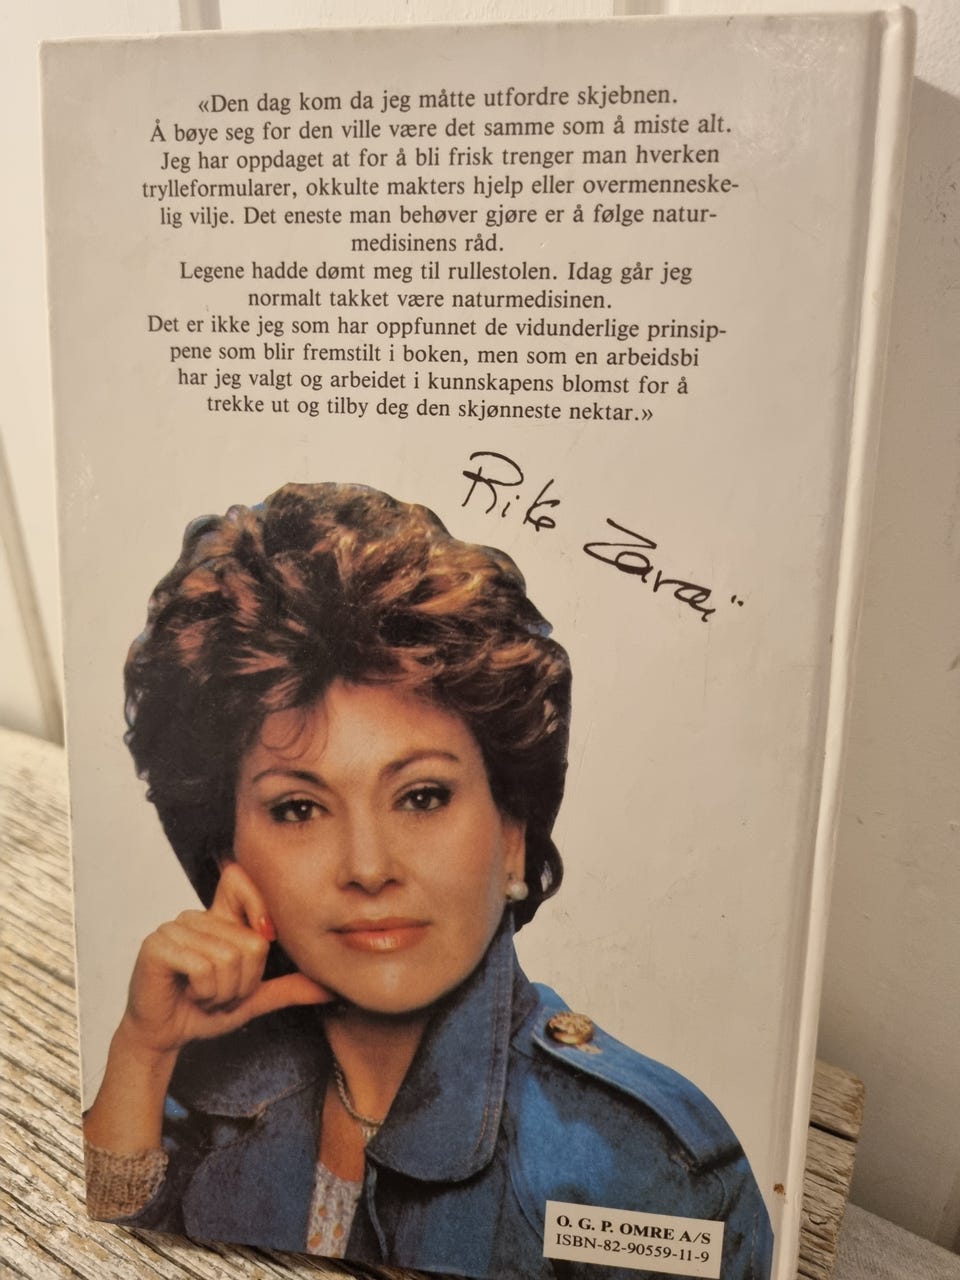 «Den dag kom da jeg måtte utfordre skjebnen.
Å bøye seg for den ville være det samme som å miste alt.
Jeg har oppdaget at for å bli frisk trenger man hverken
trylleformularer, okkulte makters hjelp eller overmenneske-
lig vilje. Det eneste man behøver gjøre er å følge natur-
medisinens råd.
Legene hadde dømt meg til rullestolen. Idag går jeg
normalt takket være naturmedisinen.
Det er ikke jeg som har oppfunnet de vidunderlige prinsip-
pene som blir fremstilt i boken, men som en arbeidsbi
har jeg valgt og arbeidet i kunnskapens blomst for å
trekke ut og tilby deg den skjønneste nektar.»
Rika Zaraï
O. G. P. OMRE A/S
ISBN-82-90559-11-9